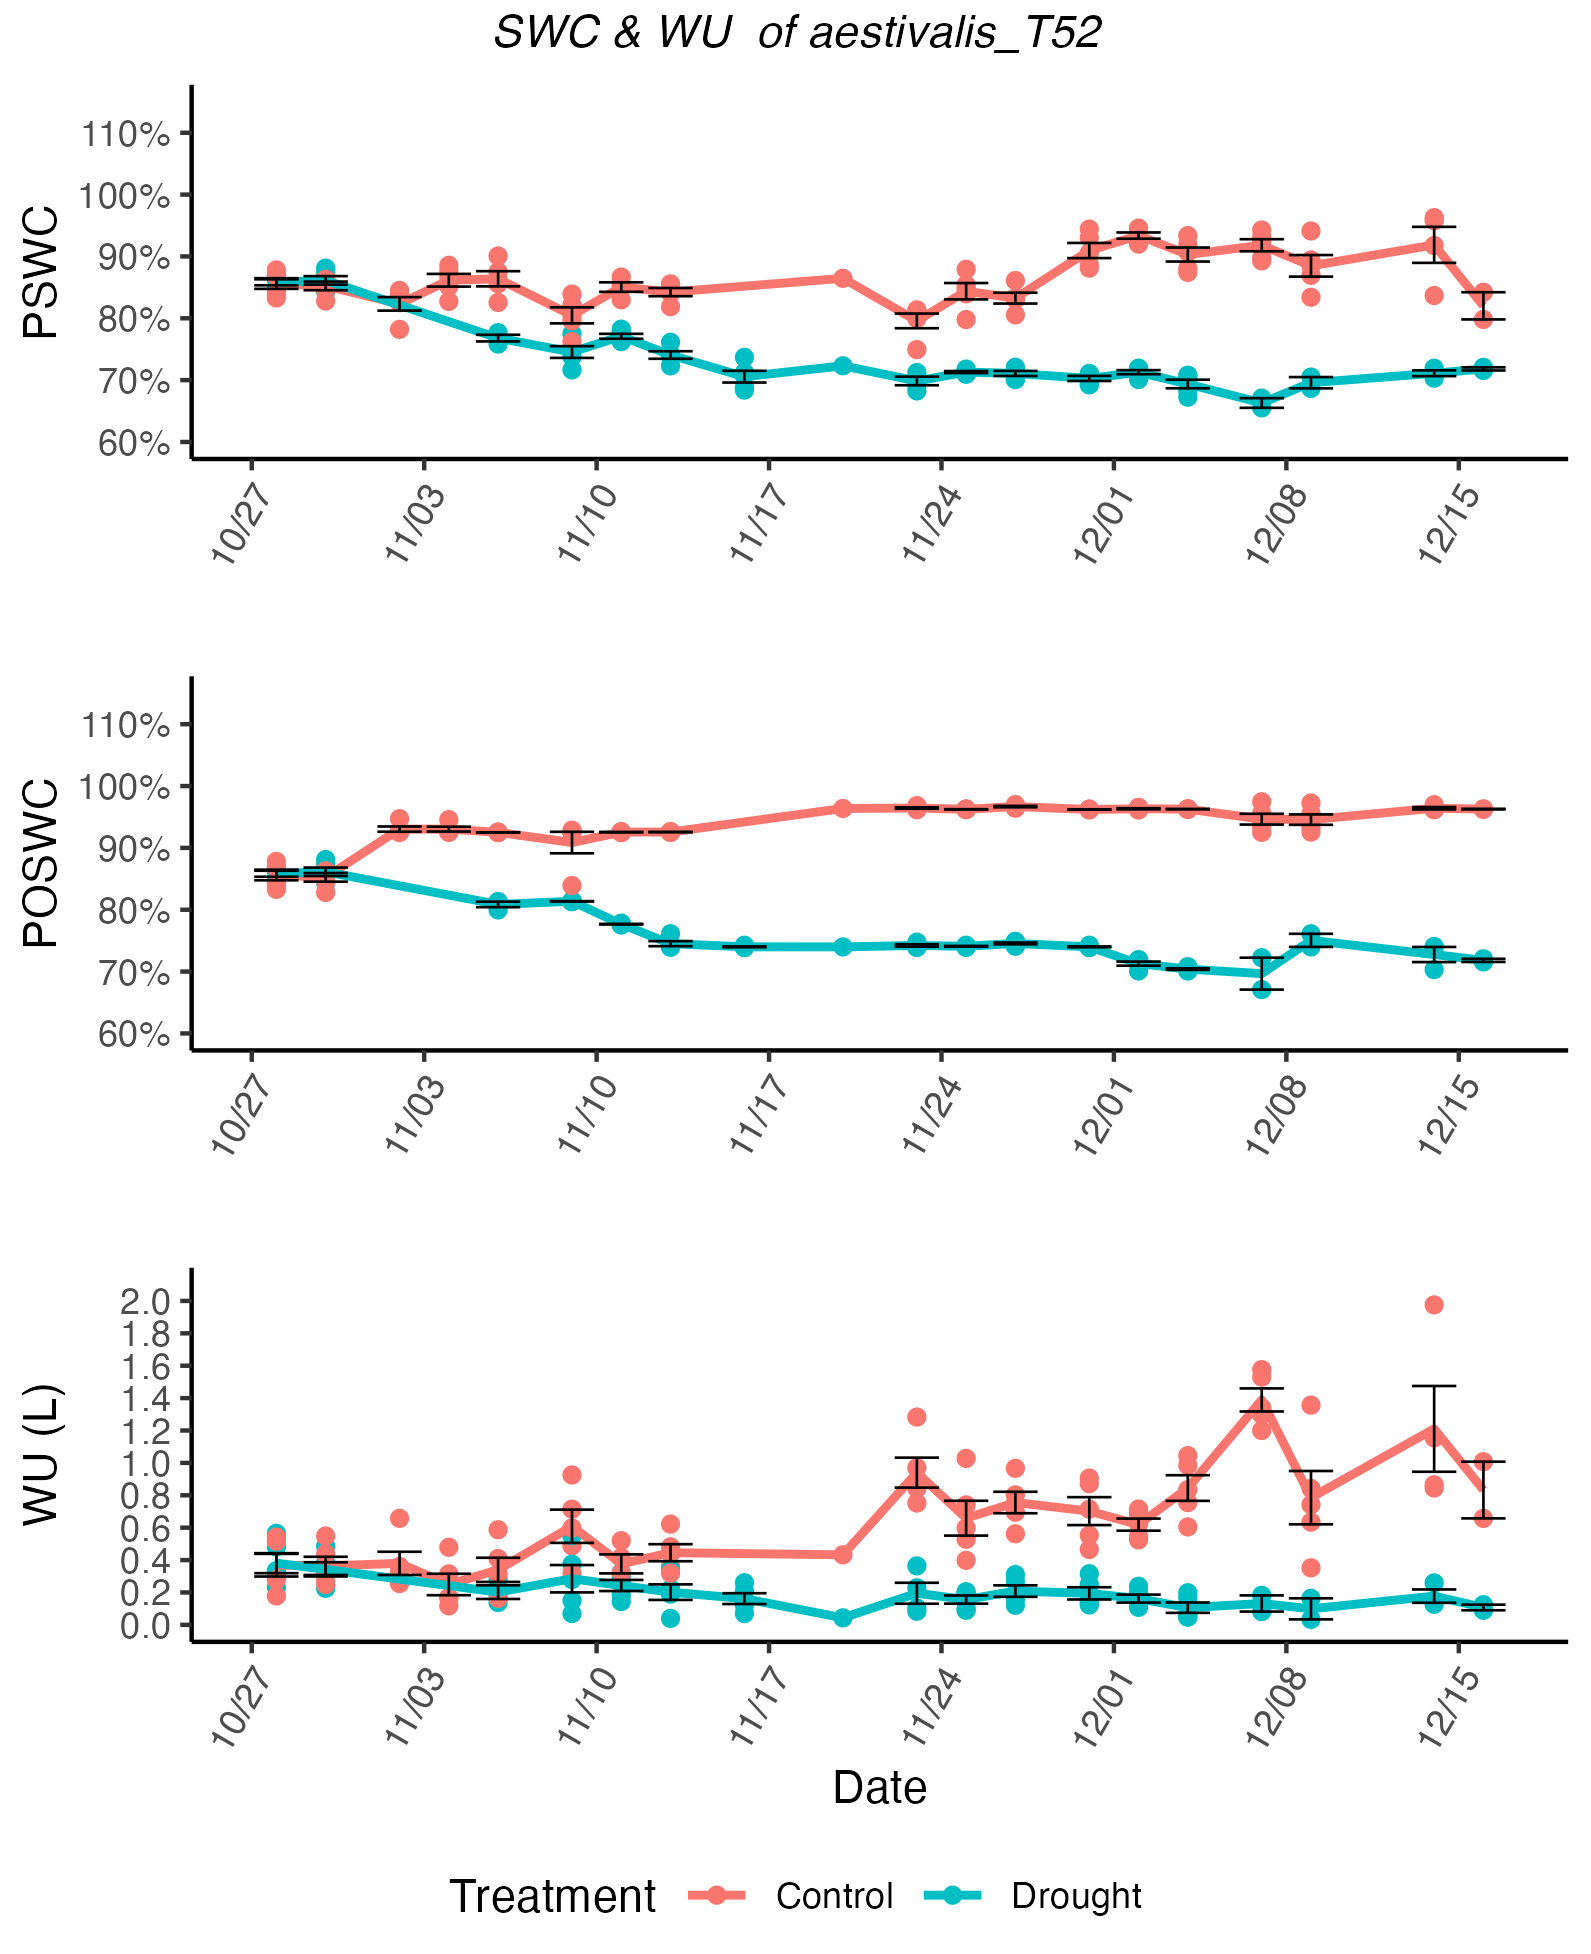 SWC & WU of aestivalis_T52
PSWC
110%
100%
90%
80%
70%
60%
10/27 11/03 11/10 11/17 11/24 12/01 12/08 12/15
POSWC
110%
100%
90%
80%
70%
60%
10/27 11/03 11/10 11/17 11/24 12/01 12/08 12/15
WU (L)
2.0
1.8
1.6
1.4
1.2
1.0
0.8
0.6
0.4
0.2
0.0
10/27 11/03 11/10 11/17 11/24 12/01 12/08 12/15
Date
Treatment Control Drought